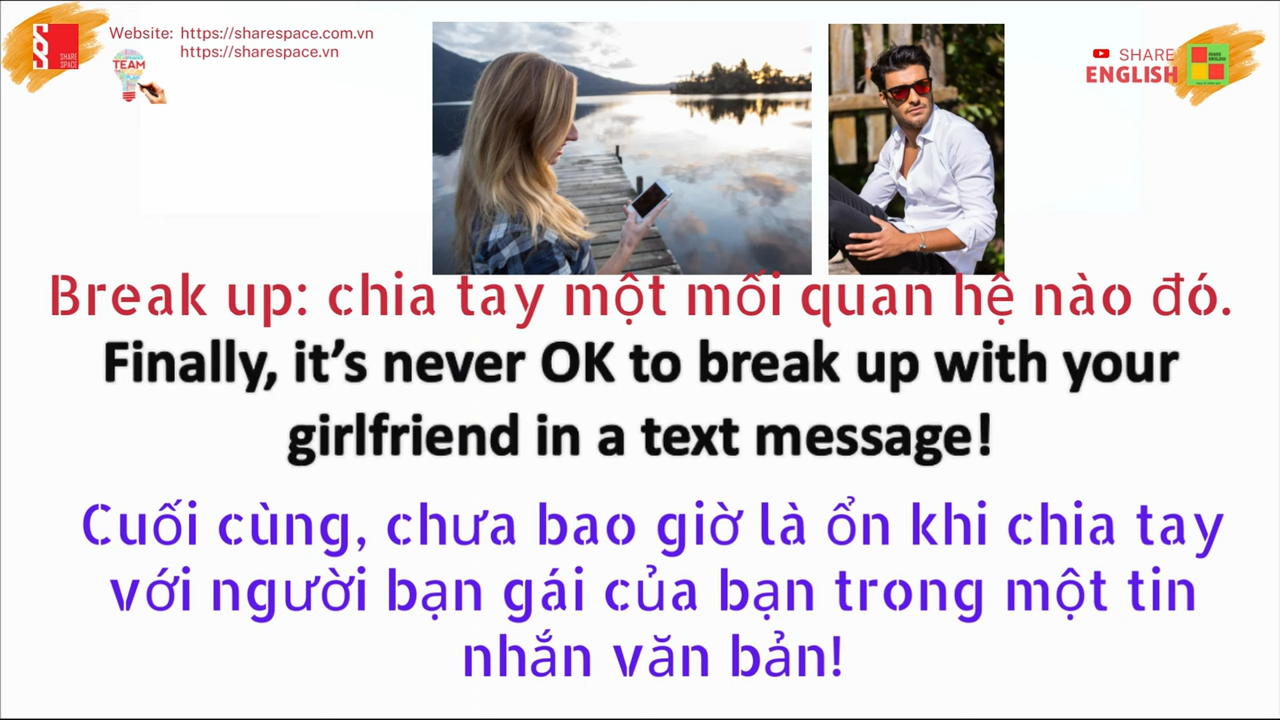 Website: https://sharespace.com.vn
https://sharespace.vn
SHARE
SPACE
TEAM
SHARE
ENGLISH
Break up: chia tay một mối quan hệ nào đó.
Finally, it's never OK to break up with your
girlfriend in a text message!
Cuối cùng, chưa bao giờ là ổn khi chia tay
với người bạn gái của bạn trong một tin
nhắn văn bản!